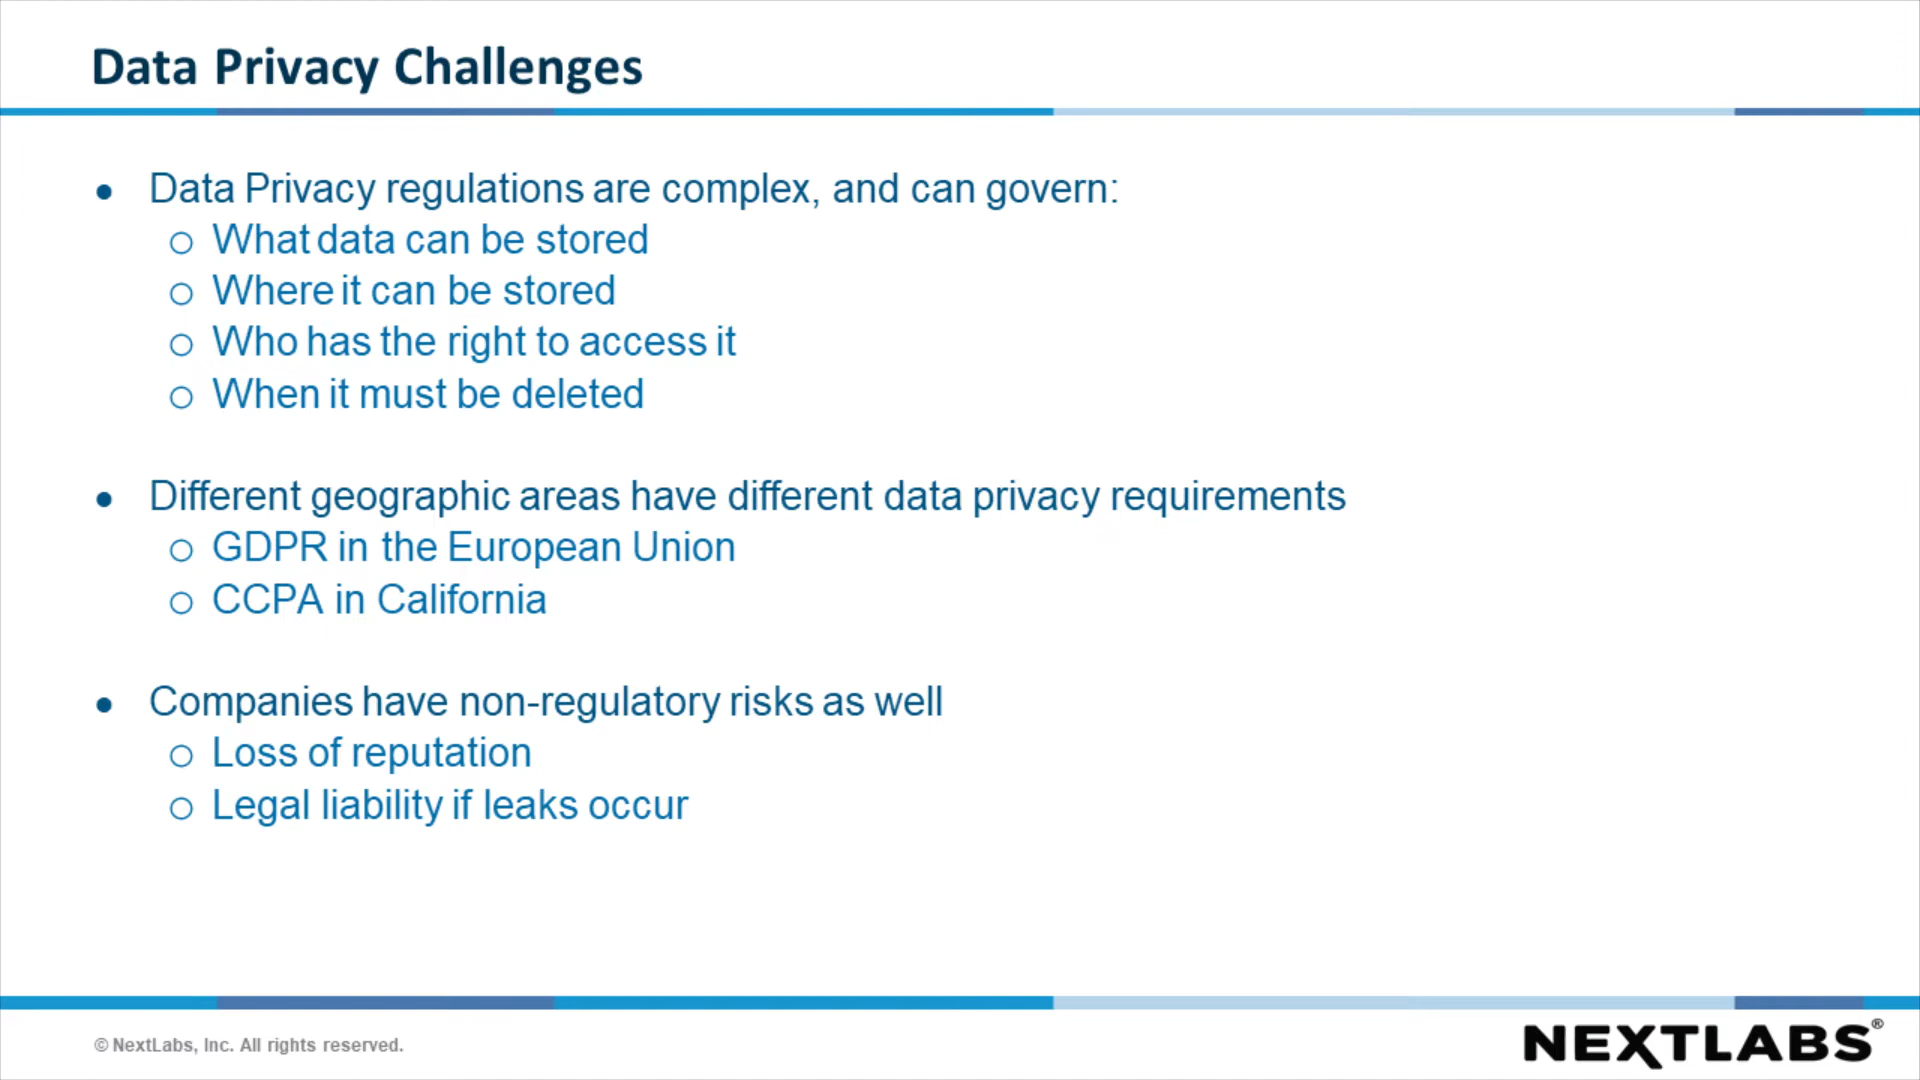 Data Privacy Challenges
● Data Privacy regulations are complex, and can govern:
○ What data can be stored
○ Where it can be stored
○ Who has the right to access it
○ When it must be deleted
● Different geographic areas have different data privacy requirements
○ GDPR in the European Union
○ CCPA in California
● Companies have non-regulatory risks as well
○ Loss of reputation
○ Legal liability if leaks occur
© NextLabs, Inc. All rights reserved.
NEXTLABS®